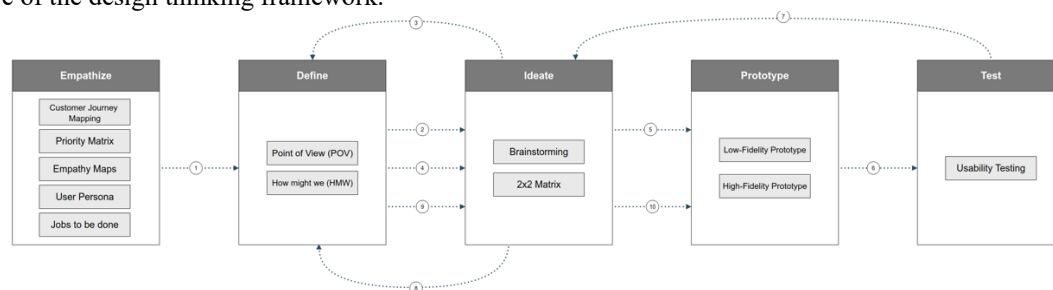 e of the design thinking framework.
3
7
Empathize
Define
Ideate
Prototype
Test
Customer Journey
Mapping
Priority Matrix
Empathy Maps
User Persona
Jobs to be done
1
Point of View (POV)
How might we (HMW)
2
4
9
Brainstorming
2x2 Matrix
5
10
Low-Fidelity Prototype
High-Fidelity Prototype
6
Usability Testing
8